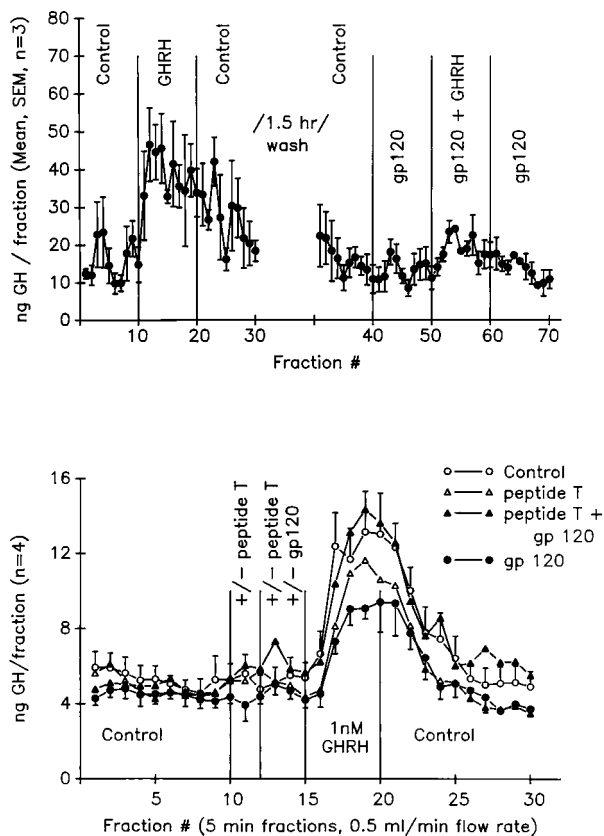 ng GH / fraction (Mean, SEM, n=3)
80
70
60
50
40
30
20
10
0
Control
GHRH
Control
/1.5 hr/
wash
Control
gp120
gp120 + GHRH
gp120
10
20
30
40
50
60
70
Fraction #
ng GH/fraction (n=4)
16
12
8
4
0
+/- peptide T
+/- peptide T
+/- gp120
Control
peptide T
peptide T +
gp 120
gp 120
Control
1nM
GHRH
Control
5
10
15
20
25
30
Fraction # (5 min fractions, 0.5 ml/min flow rate)